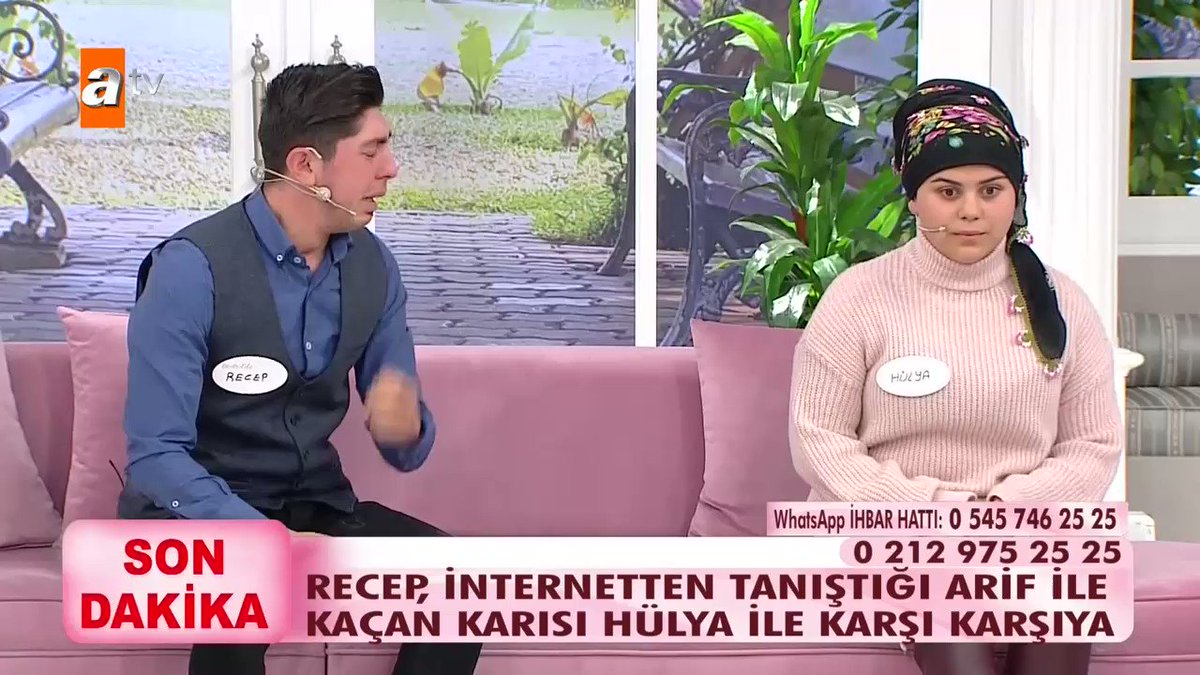 atv
RECEP
HÜLYA
WhatsApp İHBAR HATTI: 0 545 746 25 25
0 212 975 25 25
SON
DAKİKA
RECEP, İNTERNETTEN TANIŞTIĞI ARİF İLE
KAÇAN KARISI HÜLYA İLE KARŞI KARŞIYA